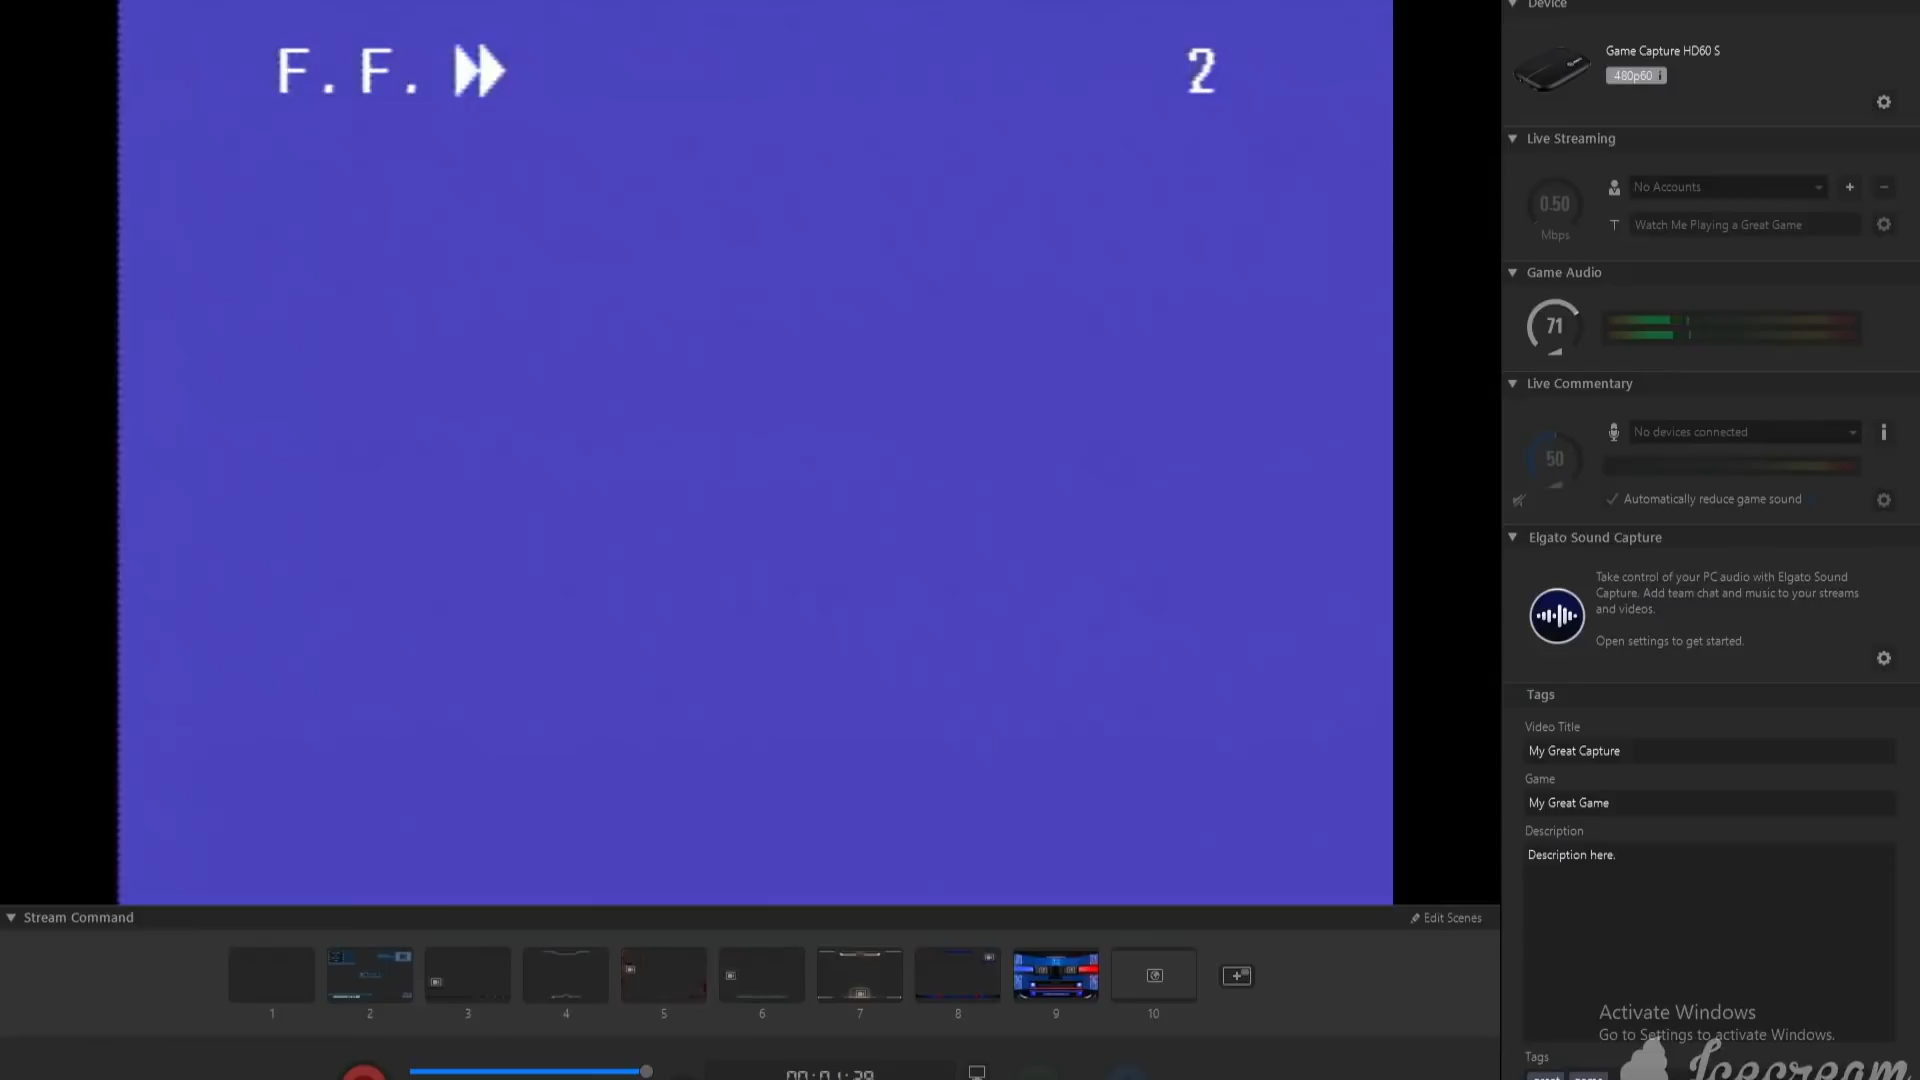 F. F.
2
Device
Game Capture HD60 S
480p60 i
Live Streaming
No Accounts
0.50
Mbps
Watch Me Playing a Great Game
Game Audio
71
Live Commentary
No devices connected
50
Automatically reduce game sound
Elgato Sound Capture
Take control of your PC audio with Elgato Sound
Capture. Add team chat and music to your streams
and videos.
Open settings to get started.
Tags
Video Title
My Great Capture
Game
My Great Game
Description
Description here.
Stream Command
Edit Scenes
1 2 3 4 5 6 7 8 9 10
Activate Windows
Go to Settings to activate Windows.
00:01:39
Tags
Icecream